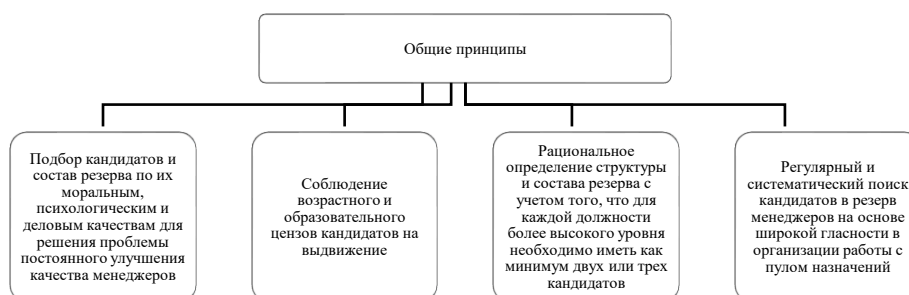 Общие принципы
Подбор кандидатов и
состав резерва по их
моральным,
психологическим и
деловым качествам для
решения проблемы
постоянного улучшения
качества менеджеров
Соблюдение
возрастного и
образовательного
цензов кандидатов на
выдвижение
Рациональное
определение структуры
и состава резерва с
учетом того, что для
каждой должности
более высокого уровня
необходимо иметь как
минимум двух или трех
кандидатов
Регулярный и
систематический поиск
кандидатов в резерв
менеджеров на основе
широкой гласности в
организации работы с
пулом назначений